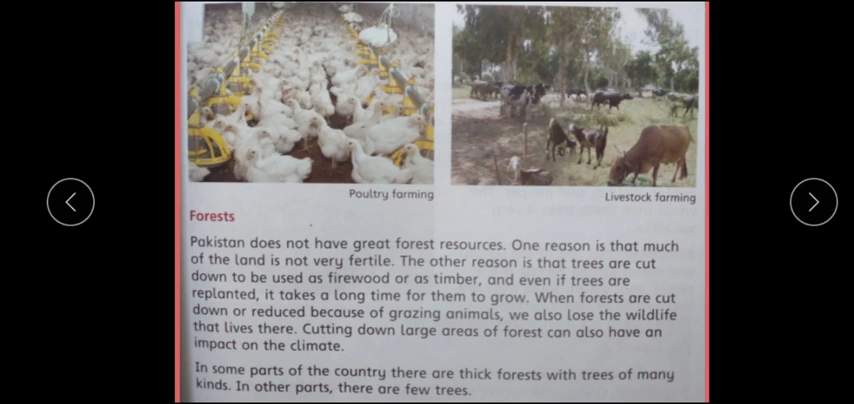 Poultry farming
Livestock farming
Forests
Pakistan does not have great forest resources. One reason is that much
of the land is not very fertile. The other reason is that trees are cut
down to be used as firewood or as timber, and even if trees are
replanted, it takes a long time for them to grow. When forests are cut
down or reduced because of grazing animals, we also lose the wildlife
that lives there. Cutting down large areas of forest can also have an
impact on the climate.
In some parts of the country there are thick forests with trees of many
kinds. In other parts, there are few trees.